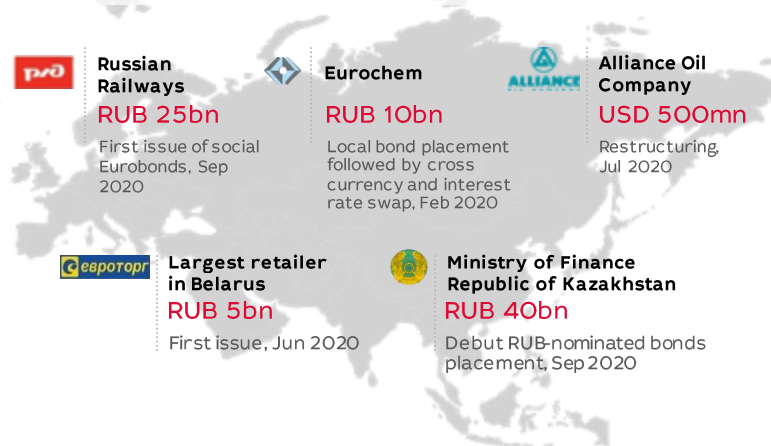 Russian
Railways
RUB 25bn
First issue of social
Eurobonds, Sep
2020
Eurochem
RUB 10bn
Local bond placement
followed by cross
currency and interest
rate swap, Feb 2020
ALLIANCE
Alliance Oil
Company
USD 500mn
Restructuring,
Jul 2020
евроторг
Largest retailer
in Belarus
RUB 5bn
First issue, Jun 2020
Ministry of Finance
Republic of Kazakhstan
RUB 40bn
Debut RUB-nominated bonds
placement, Sep 2020